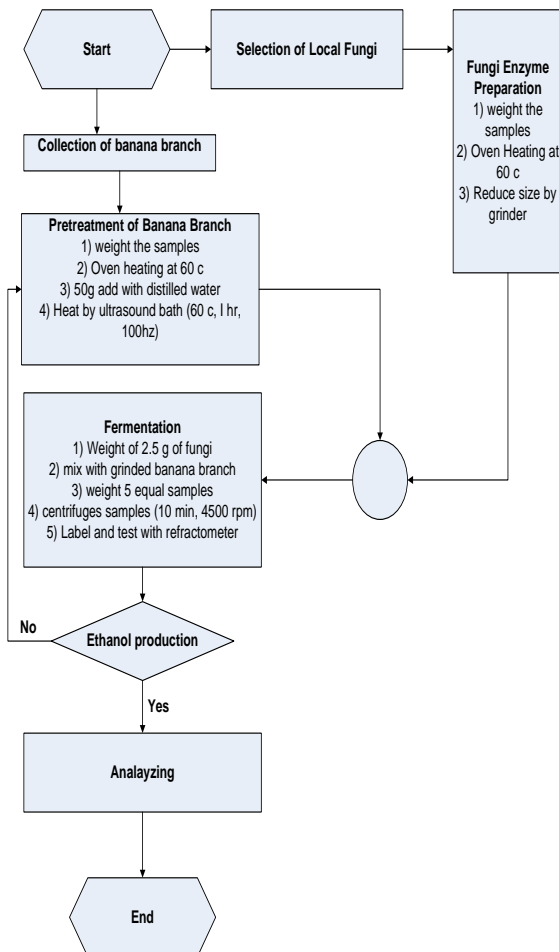 Start
Selection of Local Fungi
Fungi Enzyme
Preparation
1) weight the
samples
2) Oven Heating at
60 c
3) Reduce size by
grinder
Collection of banana branch
Pretreatment of Banana Branch
1) weight the samples
2) Oven heating at 60 c
3) 50g add with distilled water
4) Heat by ultrasound bath (60 c, I hr,
100hz)
Fermentation
1) Weight of 2.5 g of fungi
2) mix with grinded banana branch
3) weight 5 equal samples
4) centrifuges samples (10 min, 4500 rpm)
5) Label and test with refractometer
No
Ethanol production
Yes
Analayzing
End